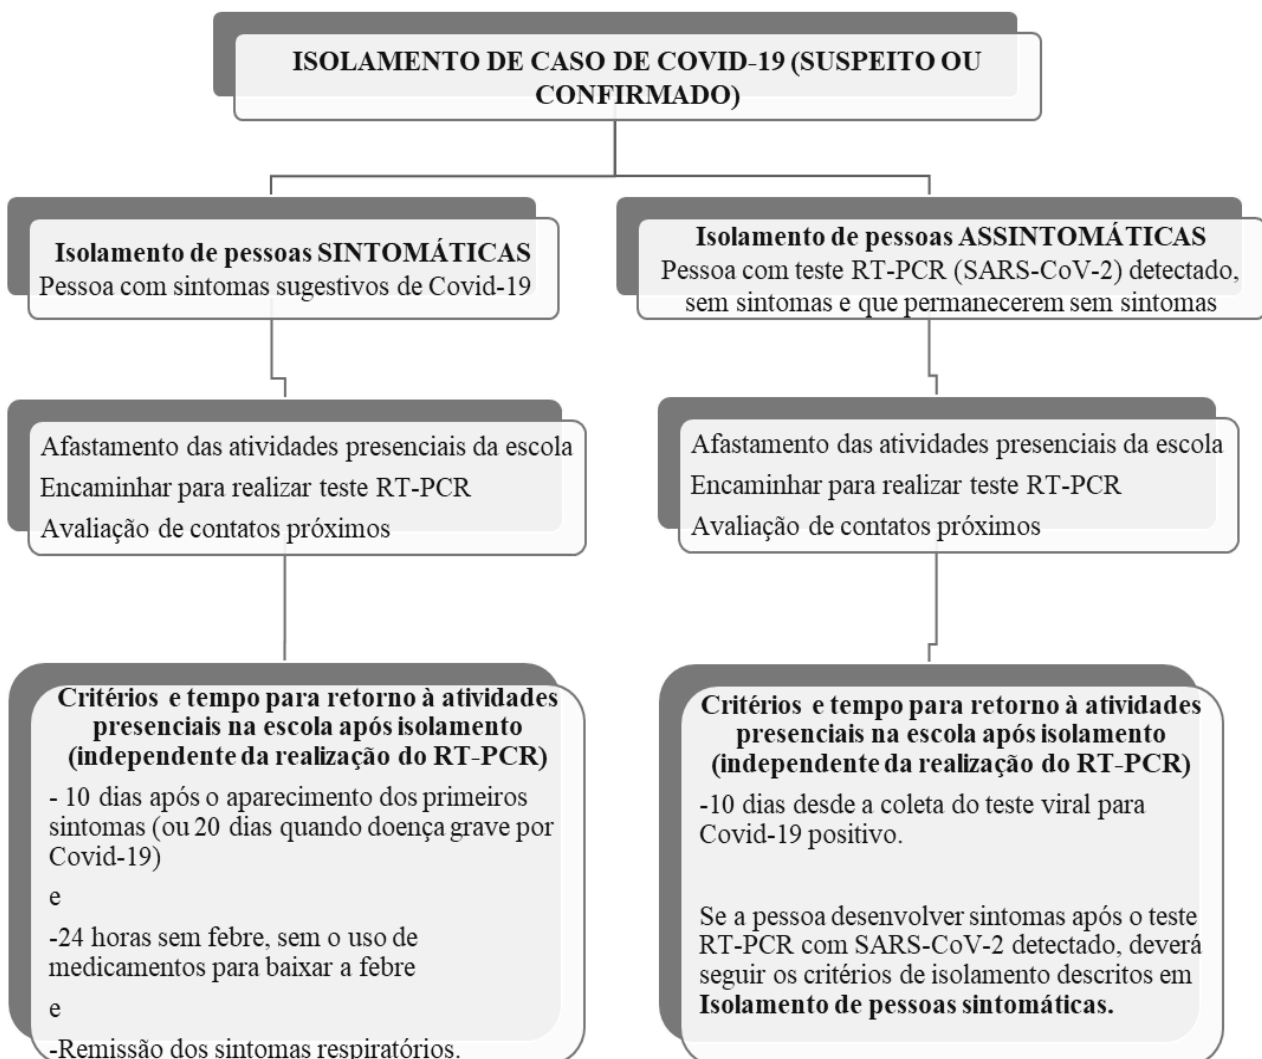 ISOLAMENTO DE CASO DE COVID-19 (SUSPEITO OU
CONFIRMADO)
Isolamento de pessoas SINTOMÁTICAS
Pessoa com sintomas sugestivos de Covid-19
Afastamento das atividades presenciais da escola
Encaminhar para realizar teste RT-PCR
Avaliação de contatos próximos
Critérios e tempo para retorno à atividades
presenciais na escola após isolamento
(independente da realização do RT-PCR)
- 10 dias após o aparecimento dos primeiros
sintomas (ou 20 dias quando doença grave por
Covid-19)
e
-24 horas sem febre, sem o uso de
medicamentos para baixar a febre
e
-Remissão dos sintomas respiratórios.
Isolamento de pessoas ASSINTOMÁTICAS
Pessoa com teste RT-PCR (SARS-CoV-2) detectado,
sem sintomas e que permanecerem sem sintomas
Afastamento das atividades presenciais da escola
Encaminhar para realizar teste RT-PCR
Avaliação de contatos próximos
Critérios e tempo para retorno à atividades
presenciais na escola após isolamento
(independente da realização do RT-PCR)
-10 dias desde a coleta do teste viral para
Covid-19 positivo.
Se a pessoa desenvolver sintomas após o teste
RT-PCR com SARS-CoV-2 detectado, deverá
seguir os critérios de isolamento descritos em
Isolamento de pessoas sintomáticas.